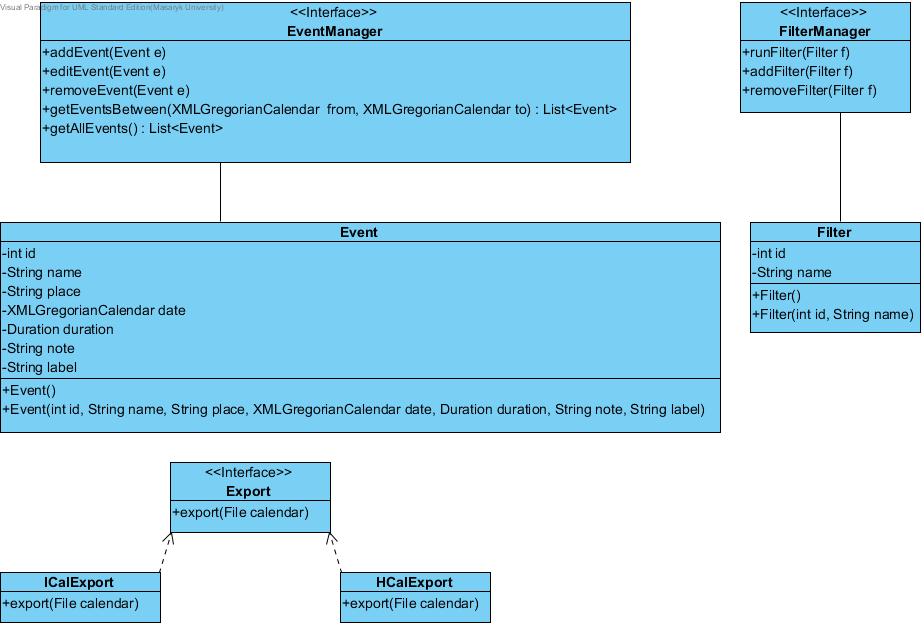 Visual Paradigm for UML Standard Edition(Masaryk University)
<<Interface>>
EventManager
+addEvent(Event e)
+editEvent(Event e)
+removeEvent(Event e)
+getEventsBetween(XMLGregorianCalendar from, XMLGregorianCalendar to) : List<Event>
+getAllEvents() : List<Event>
<<Interface>>
FilterManager
+runFilter(Filter f)
+addFilter(Filter f)
+removeFilter(Filter f)
Event
-int id
-String name
-String place
-XMLGregorianCalendar date
-Duration duration
-String note
-String label
+Event()
+Event(int id, String name, String place, XMLGregorianCalendar date, Duration duration, String note, String label)
Filter
-int id
-String name
+Filter()
+Filter(int id, String name)
<<Interface>>
Export
+export(File calendar)
ICalExport
+export(File calendar)
HCalExport
+export(File calendar)